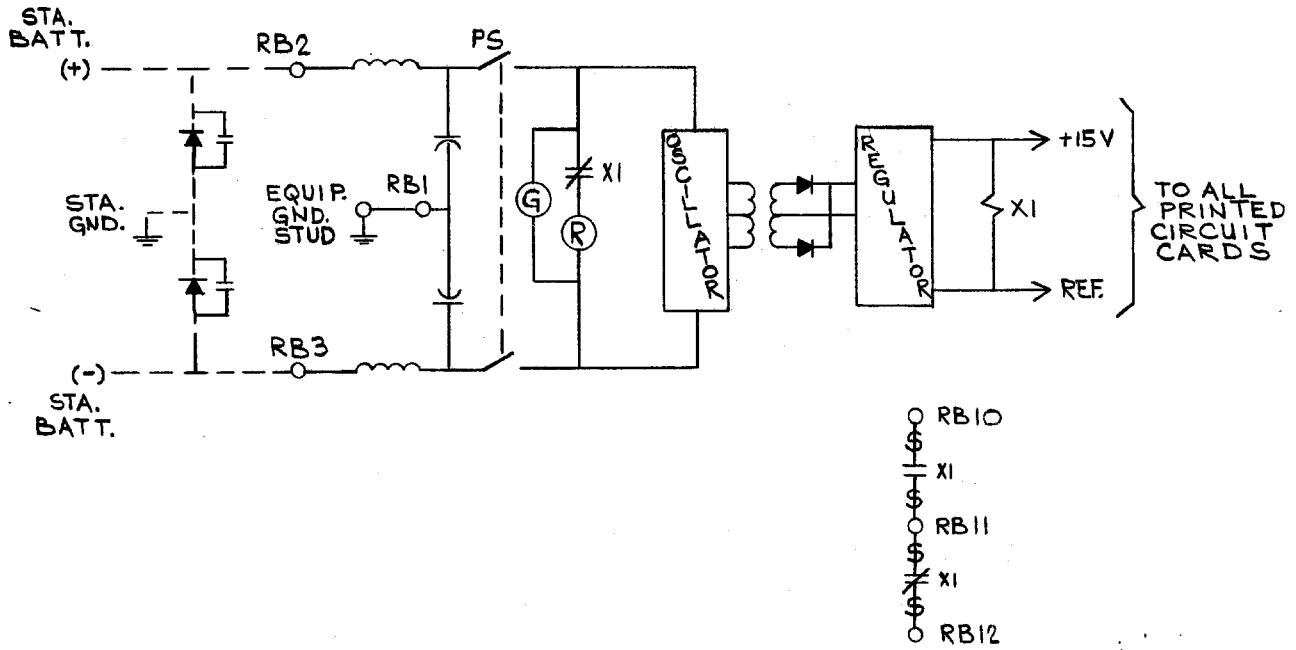 STA.
BATT.
(+)
RB2
PS
STA.
GND.
EQUIP.
GND.
STUD
RB1
G
X1
R
OSCILLATOR
REGULATOR
+15V
X1
REF.
TO ALL
PRINTED
CIRCUIT
CARDS
RB3
(-)
STA.
BATT.
RB10
S
X1
S
RB11
S
X1
S
RB12